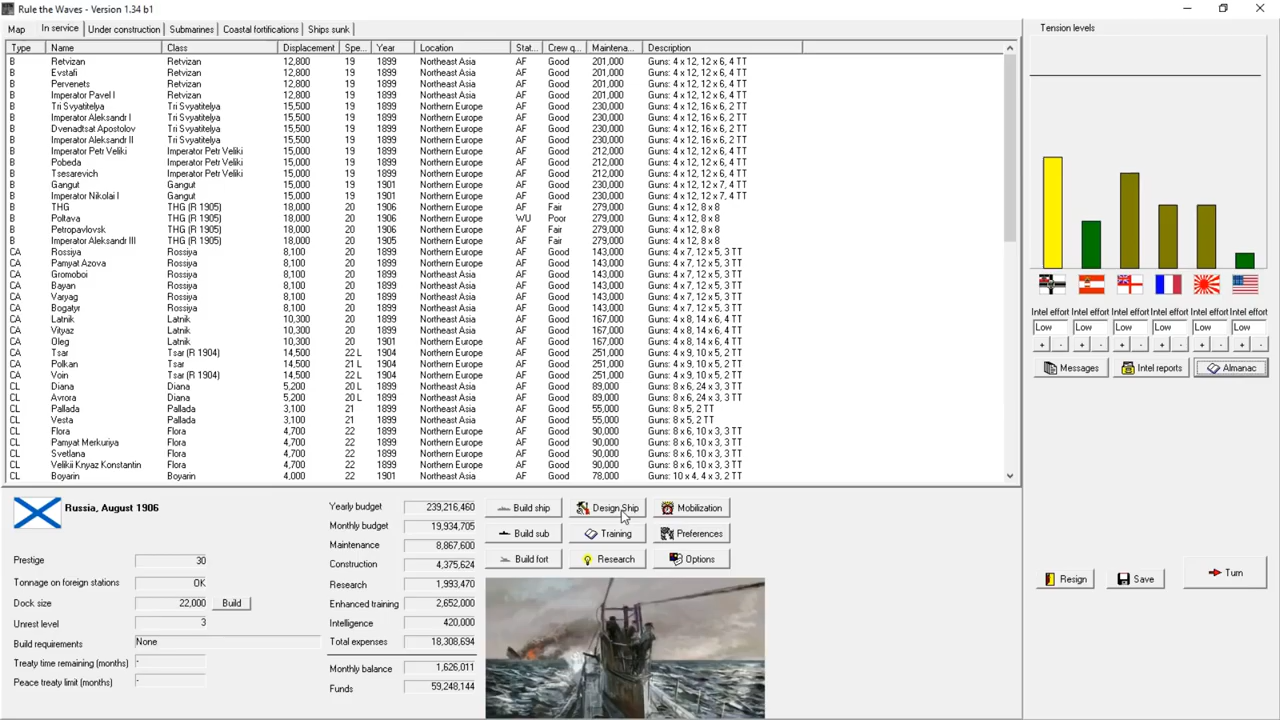 Rule the Waves - Version 1.34 b1
Map In service Under construction Submarines Coastal fortifications Ships sunk
Type Name Class Displacement Spe... Year Location Stat... Crew q... Maintena... Description
B Retvizan Retvizan 12,800 19 1899 Northeast Asia AF Good 201,000 Guns: 4 x 12, 12 x 6, 4 TT
B Evstafi Retvizan 12,800 19 1899 Northeast Asia AF Good 201,000 Guns: 4 x 12, 12 x 6, 4 TT
B Pervenets Retvizan 12,800 19 1899 Northeast Asia AF Good 201,000 Guns: 4 x 12, 12 x 6, 4 TT
B Imperator Pavel I Retvizan 12,800 19 1899 Northeast Asia AF Good 201,000 Guns: 4 x 12, 12 x 6, 4 TT
B Tri Svyatitelya Tri Svyatitelya 15,500 19 1899 Northern Europe AF Good 230,000 Guns: 4 x 12, 16 x 6, 2 TT
B Imperator Aleksandr I Tri Svyatitelya 15,500 19 1899 Northern Europe AF Good 230,000 Guns: 4 x 12, 16 x 6, 2 TT
B Dvenadtsat Apostolov Tri Svyatitelya 15,500 19 1899 Northern Europe AF Good 230,000 Guns: 4 x 12, 16 x 6, 2 TT
B Imperator Aleksandr II Tri Svyatitelya 15,500 19 1899 Northern Europe AF Good 230,000 Guns: 4 x 12, 16 x 6, 2 TT
B Imperator Petr Veliki Imperator Petr Veliki 15,000 19 1899 Northern Europe AF Good 212,000 Guns: 4 x 12, 12 x 6, 4 TT
B Pobeda Imperator Petr Veliki 15,000 19 1899 Northern Europe AF Good 212,000 Guns: 4 x 12, 12 x 6, 4 TT
B Tsesarevich Imperator Petr Veliki 15,000 19 1899 Northern Europe AF Good 212,000 Guns: 4 x 12, 12 x 6, 4 TT
B Gangut Gangut 15,000 19 1901 Northern Europe AF Good 230,000 Guns: 4 x 12, 12 x 7, 4 TT
B Imperator Nikolai I Gangut 15,000 19 1901 Northern Europe AF Good 230,000 Guns: 4 x 12, 12 x 7, 4 TT
B THG THG (R 1905) 18,000 20 1906 Northern Europe AF Fair 279,000 Guns: 4 x 12, 8 x 8
B Poltava THG (R 1905) 18,000 20 1906 Northern Europe WU Poor 279,000 Guns: 4 x 12, 8 x 8
B Petropavlovsk THG (R 1905) 18,000 20 1906 Northern Europe AF Fair 279,000 Guns: 4 x 12, 8 x 8
B Imperator Aleksandr III THG (R 1905) 18,000 20 1905 Northern Europe AF Fair 279,000 Guns: 4 x 12, 8 x 8
CA Rossiya Rossiya 8,100 20 1899 Northern Europe AF Good 143,000 Guns: 4 x 7, 12 x 5, 3 TT
CA Pamyat Azova Rossiya 8,100 20 1899 Northern Europe AF Good 143,000 Guns: 4 x 7, 12 x 5, 3 TT
CA Gromoboi Rossiya 8,100 20 1899 Northeast Asia AF Good 143,000 Guns: 4 x 7, 12 x 5, 3 TT
CA Bayan Rossiya 8,100 20 1899 Northern Europe AF Good 143,000 Guns: 4 x 7, 12 x 5, 3 TT
CA Varyag Rossiya 8,100 20 1899 Northern Europe AF Good 143,000 Guns: 4 x 7, 12 x 5, 3 TT
CA Bogatyr Rossiya 8,100 20 1899 Northern Europe AF Good 143,000 Guns: 4 x 7, 12 x 5, 3 TT
CA Latnik Latnik 10,300 20 1899 Northern Europe AF Good 167,000 Guns: 4 x 8, 14 x 6, 4 TT
CA Vityaz Latnik 10,300 20 1899 Northern Europe AF Good 167,000 Guns: 4 x 8, 14 x 6, 4 TT
CA Oleg Latnik 10,300 20 1901 Northern Europe AF Good 167,000 Guns: 4 x 8, 14 x 6, 4 TT
CA Tsar Tsar (R 1904) 14,500 22 L 1904 Northern Europe AF Good 251,000 Guns: 4 x 9, 10 x 5, 2 TT
CA Polkan Tsar 14,500 21 L 1904 Northern Europe AF Good 251,000 Guns: 4 x 9, 10 x 5, 2 TT
CA Voin Tsar (R 1904) 14,500 22 L 1904 Northern Europe AF Good 251,000 Guns: 4 x 9, 10 x 5, 2 TT
CL Diana Diana 5,200 20 L 1899 Northeast Asia AF Good 89,000 Guns: 8 x 6, 24 x 3, 3 TT
CL Avrora Diana 5,200 20 L 1899 Northeast Asia AF Good 89,000 Guns: 8 x 6, 24 x 3, 3 TT
CL Pallada Pallada 3,100 21 1899 Northeast Asia AF Good 55,000 Guns: 8 x 5, 2 TT
CL Vesta Pallada 3,100 21 1899 Northern Europe AF Good 55,000 Guns: 8 x 5, 2 TT
CL Flora Flora 4,700 22 1899 Northern Europe AF Good 90,000 Guns: 8 x 6, 10 x 3, 3 TT
CL Pamyat Merkuriya Flora 4,700 22 1899 Northern Europe AF Good 90,000 Guns: 8 x 6, 10 x 3, 3 TT
CL Svetlana Flora 4,700 22 1899 Northern Europe AF Good 90,000 Guns: 8 x 6, 10 x 3, 3 TT
CL Velikii Knyaz Konstantin Flora 4,700 22 1899 Northern Europe AF Good 90,000 Guns: 8 x 6, 10 x 3, 3 TT
CL Boyarin Boyarin 4,000 22 1901 Northeast Asia AF Good 78,000 Guns: 10 x 4, 4 x 3, 2 TT
Tension levels
Intel effort Intel effort Intel effort Intel effort Intel effort Intel effort
Low Low Low Low Low Low
+ - + - + - + - + - + -
Messages Intel reports Almanac
Russia, August 1906
Prestige 30
Tonnage on foreign stations OK
Dock size 22,000 Build
Unrest level 3
Build requirements None
Treaty time remaining (months) -
Peace treaty limit (months) -
Yearly budget 239,216,460
Monthly budget 19,934,705
Maintenance 8,867,600
Construction 4,375,624
Research 1,993,470
Enhanced training 2,652,000
Intelligence 420,000
Total expenses 18,308,694
Monthly balance 1,626,011
Funds 59,248,144
Build ship Design Ship Mobilization
Build sub Training Preferences
Build fort Research Options
Resign Save Turn